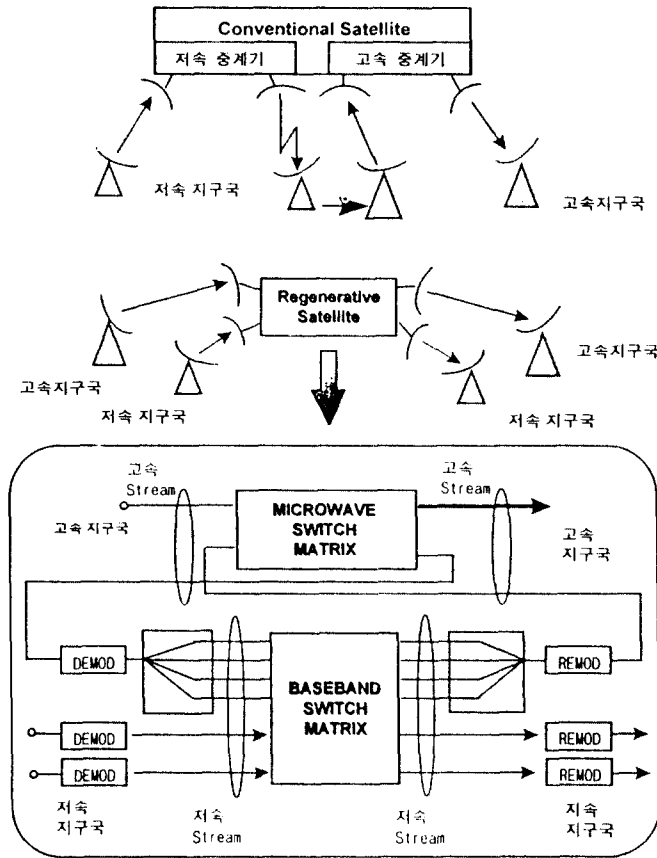 Conventional Satellite
저속 중계기
고속 중계기
저속 지구국
고속지구국
Regenerative
Satellite
고속지구국
고속지구국
저속 지구국
저속 지구국
고속
Stream
고속
Stream
MICROWAVE
SWITCH
MATRIX
고속 지구국
고속
지구국
DEMOD
REMOD
BASEBAND
SWITCH
MATRIX
DEMOD
REMOD
DEMOD
REMOD
저속
지구국
저속
Stream
저속
Stream
지속
지구국